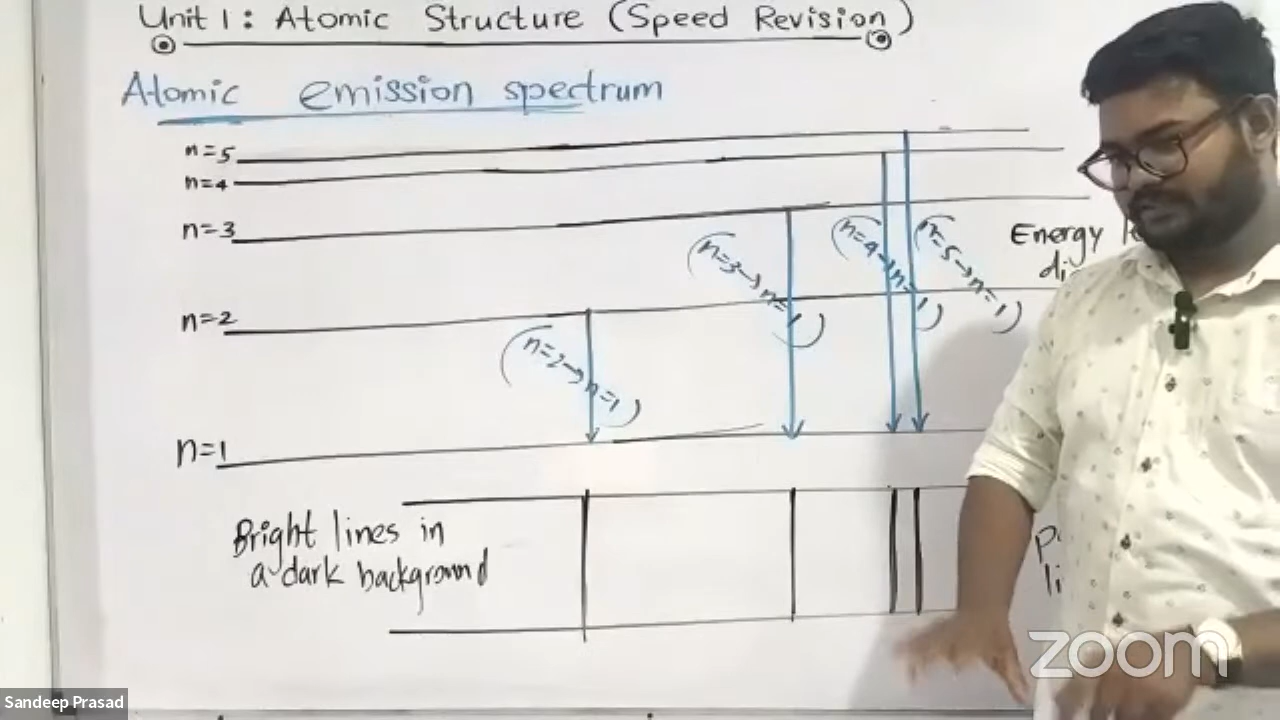 Unit 1: Atomic Structure (Speed Revision)
Atomic emission spectrum
n=5
n=4
n=3
n=2
n=1
(n=2→n=1)
(n=3→n=1)
(n=4→n=1)
(n=5→n=1)
Energy
Bright lines in
a dark background
zoom
Sandeep Prasad